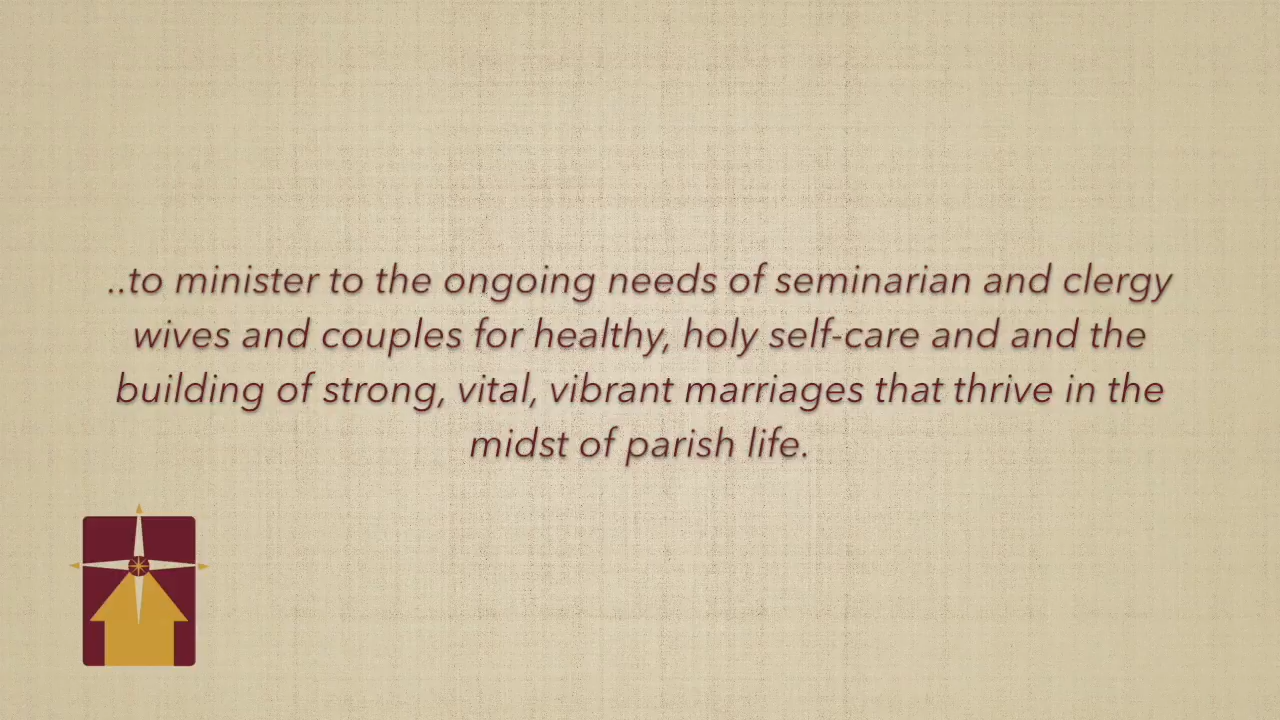 ..to minister to the ongoing needs of seminarian and clergy
wives and couples for healthy, holy self-care and and the
building of strong, vital, vibrant marriages that thrive in the
midst of parish life.